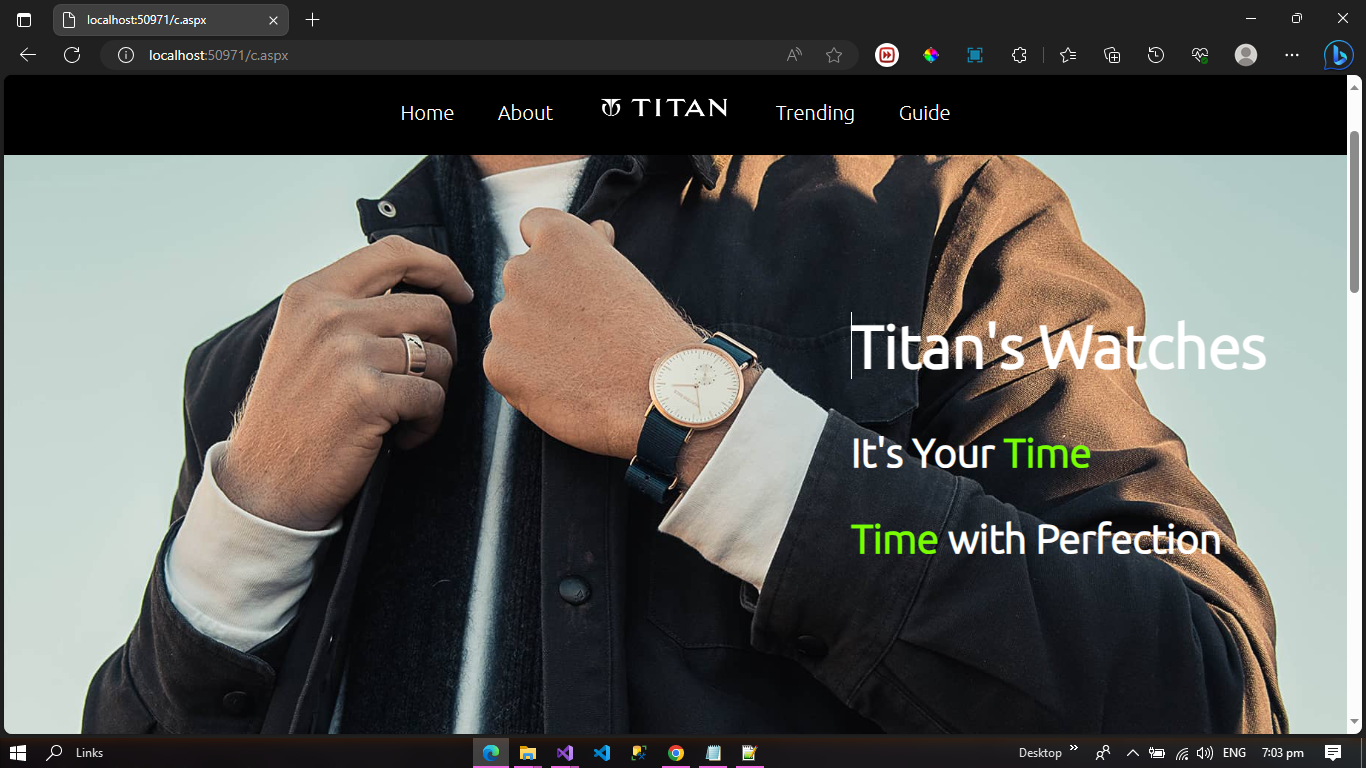 localhost:50971/c.aspx
localhost:50971/c.aspx
Home About TITAN Trending Guide
Titan's Watches
It's Your Time
Time with Perfection
Links
Desktop
ENG
7:03 pm